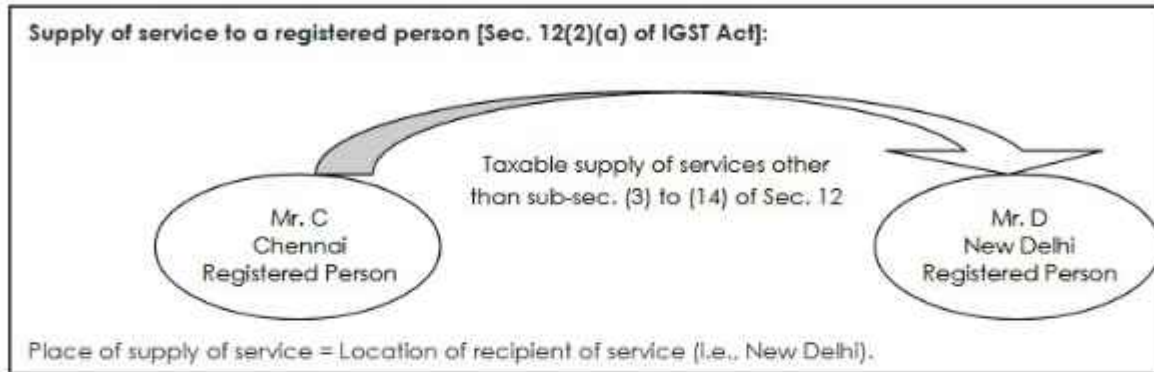 Supply of service to a registered person [Sec. 12(2)(a) of IGST Act]:
Taxable supply of services other
than sub-sec. (3) to (14) of Sec. 12
Mr. C
Chennai
Registered Person
Mr. D
New Delhi
Registered Person
Place of supply of service = Location of recipient of service (i.e., New Delhi).